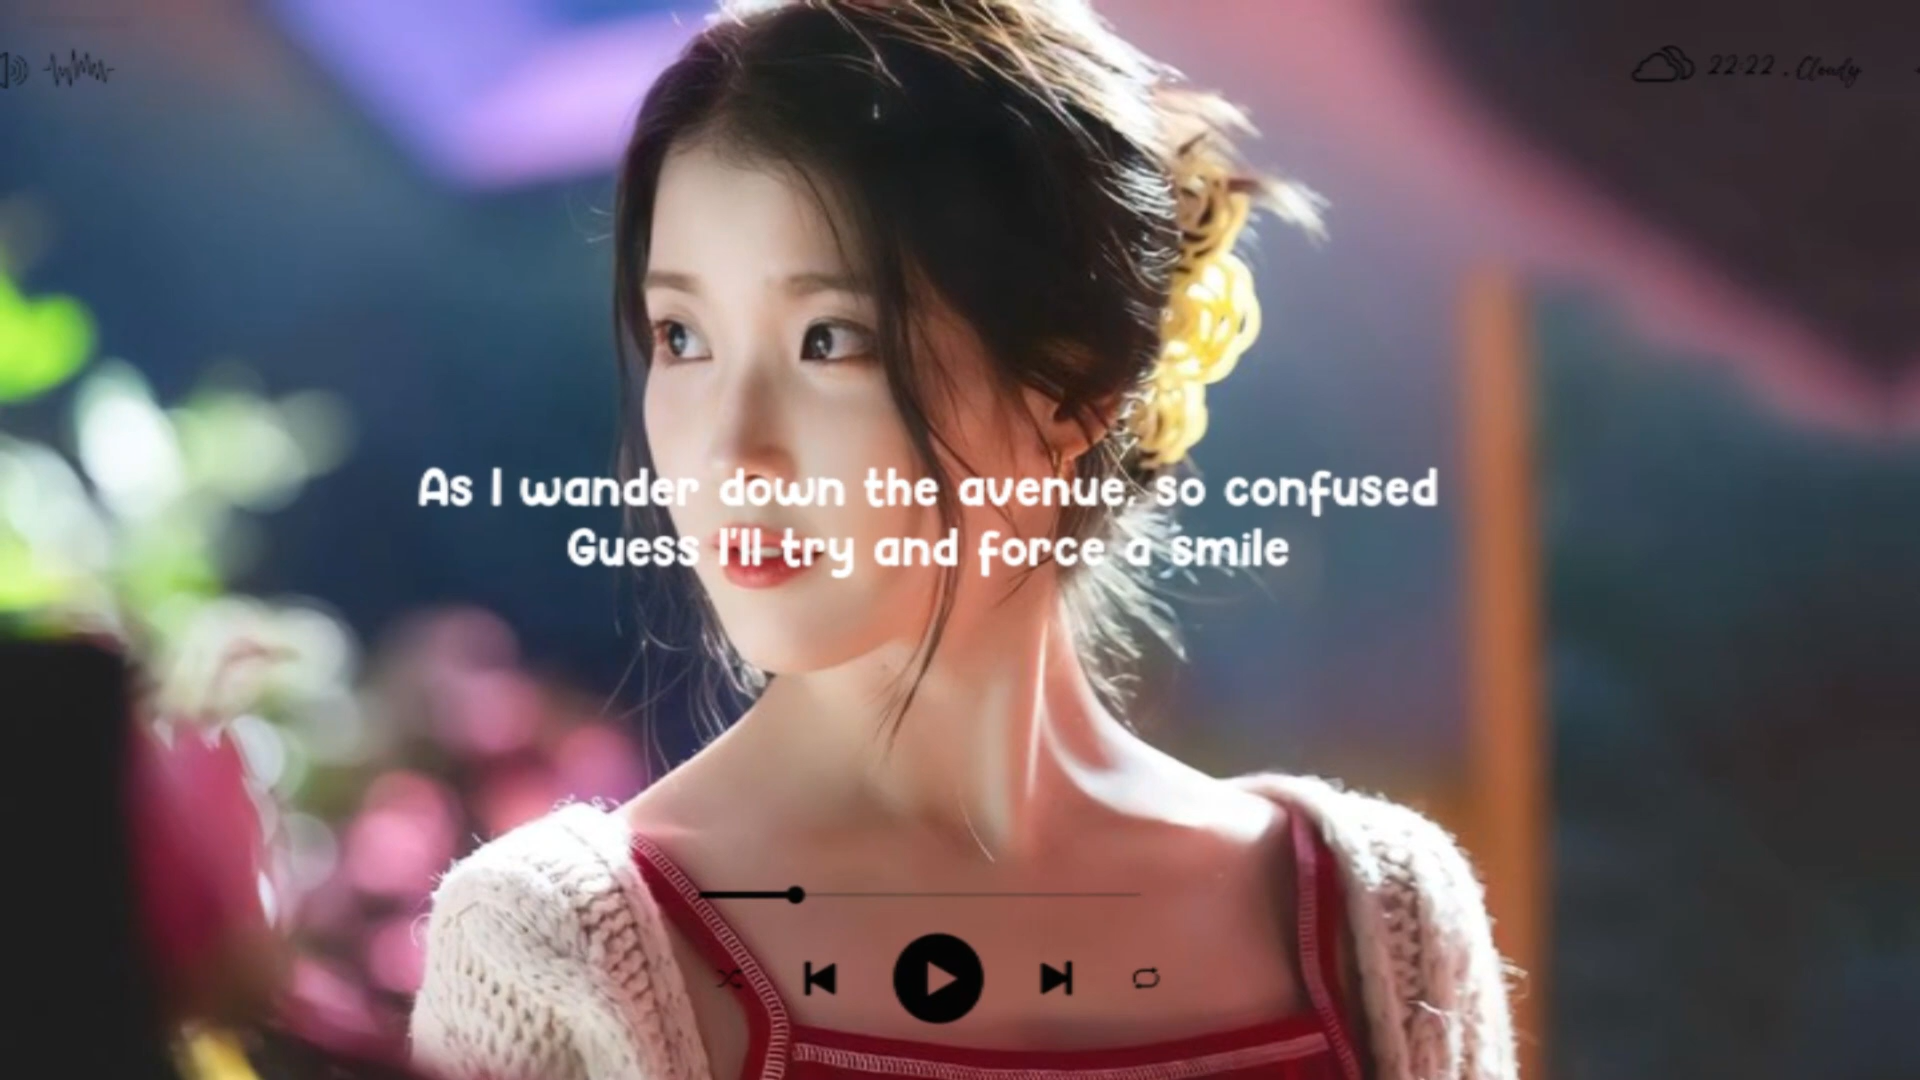 22:22 . Cloudy
As I wander down the avenue, so confused
Guess I'll try and force a smile